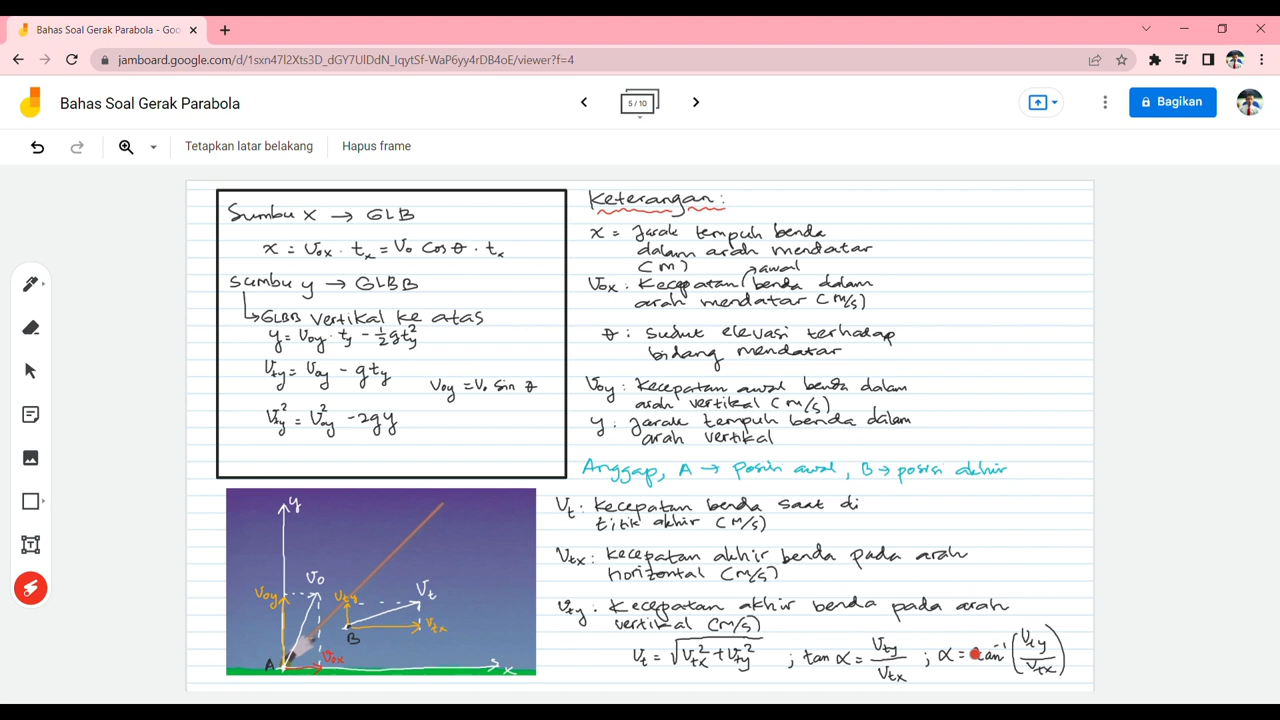 Bahas Soal Gerak Parabola - Goo
jamboard.google.com/d/1sxn47l2Xts3D_dGY7UlDdN_IqytSf-WaP6yy4rDB4oE/viewer?f=4
Bahas Soal Gerak Parabola
5 / 10
Bagikan
Tetapkan latar belakang
Hapus frame
Sumbu x → GLB
x = Vox . tx = Vo cos θ . tx
Sumbu y → GLBB
↳ GLBB vertikal ke atas
y = Voy . ty - 1/2 g ty²
Vty = Voy - g ty
Voy = Vo sin θ
Vty² = Voy² - 2gy
Keterangan :
x = Jarak tempuh benda
dalam arah mendatar
(m)
awal
Vox : Kecepatan benda dalam
arah mendatar (m/s)
θ : sudut elevasi terhadap
bidang mendatar
Voy : Kecepatan awal benda dalam
arah vertikal (m/s)
y : Jarak tempuh benda dalam
arah vertikal
Anggap, A → posisi awal, B → posisi akhir
Vt : Kecepatan benda saat di
titik akhir (m/s)
Vtx : Kecepatan akhir benda pada arah
horizontal (m/s)
Vty : Kecepatan akhir benda pada arah
vertikal (m/s)
Vt = √Vtx² + Vty² ; tan α = Vty/Vtx ; α = tan⁻¹ (Vty/Vtx)
y
Voy
Vo
Vty
Vt
Vtx
B
A
Vox
x